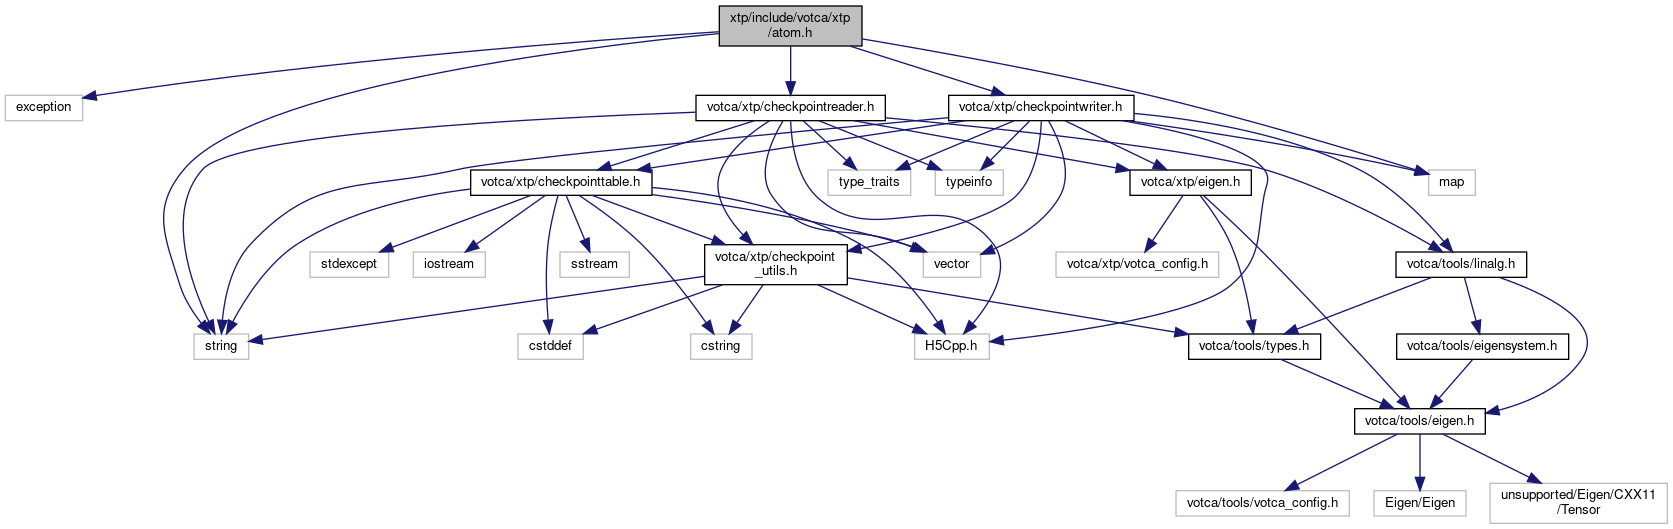 xtp/include/votca/xtp
/atom.h
exception
votca/xtp/checkpointreader.h
votca/xtp/checkpointwriter.h
votca/xtp/checkpointtable.h
type_traits
typeinfo
votca/xtp/eigen.h
map
stdexcept
iostream
sstream
votca/xtp/checkpoint
_utils.h
vector
votca/xtp/votca_config.h
votca/tools/linalg.h
string
cstddef
cstring
H5Cpp.h
votca/tools/types.h
votca/tools/eigensystem.h
votca/tools/eigen.h
votca/tools/votca_config.h
Eigen/Eigen
unsupported/Eigen/CXX11
/Tensor